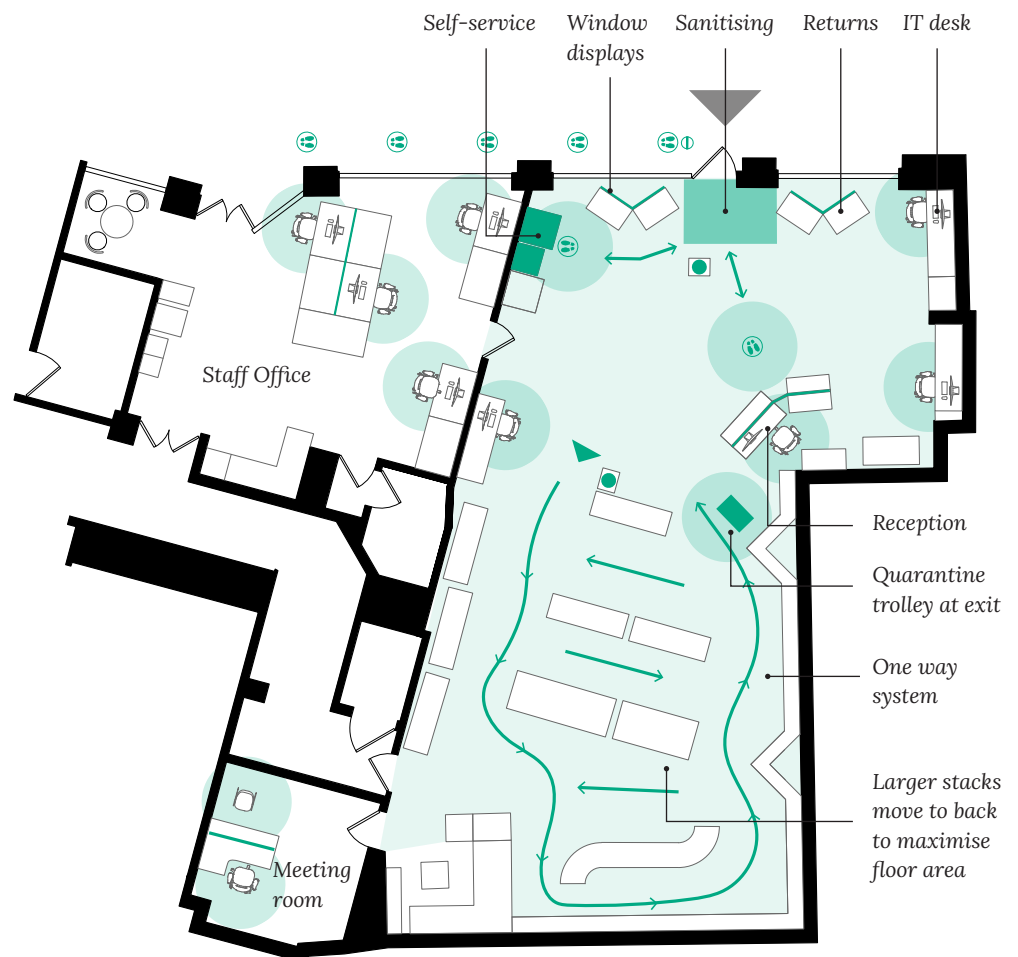 Self-service
Window
displays
Sanitising
Returns
IT desk
Staff Office
Reception
Quarantine
trolley at exit
One way
system
Larger stacks
move to back
to maximise
floor area
Meeting
room